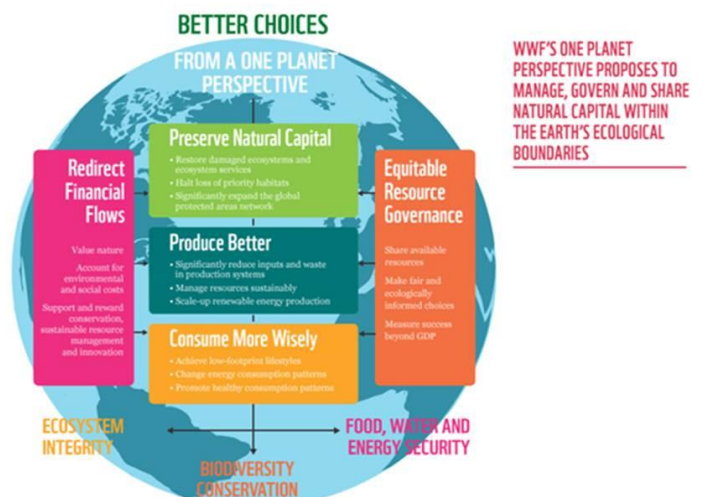 BETTER CHOICES
FROM A ONE PLANET
PERSPECTIVE
WWF'S ONE PLANET
PERSPECTIVE PROPOSES TO
MANAGE, GOVERN AND SHARE
NATURAL CAPITAL WITHIN
THE EARTH'S ECOLOGICAL
BOUNDARIES
Preserve Natural Capital
• Restore damaged ecosystems and
ecosystem services
• Halt loss of priority habitats
• Significantly expand the global
protected areas network
Redirect
Financial
Flows
Value nature
Account for
environmental
and social costs
Support and reward
conservation,
sustainable resource
management
and innovation
Produce Better
• Significantly reduce inputs and waste
in production systems
• Manage resources sustainably
• Scale-up renewable energy production
Equitable
Resource
Governance
Share available
resources
Make fair and
ecologically
informed choices
Measure success
beyond GDP
Consume More Wisely
• Achieve low-footprint lifestyles
• Change energy consumption patterns
• Promote healthy consumption patterns
ECOSYSTEM
INTEGRITY
BIODIVERSITY
CONSERVATION
FOOD, WATER AND
ENERGY SECURITY